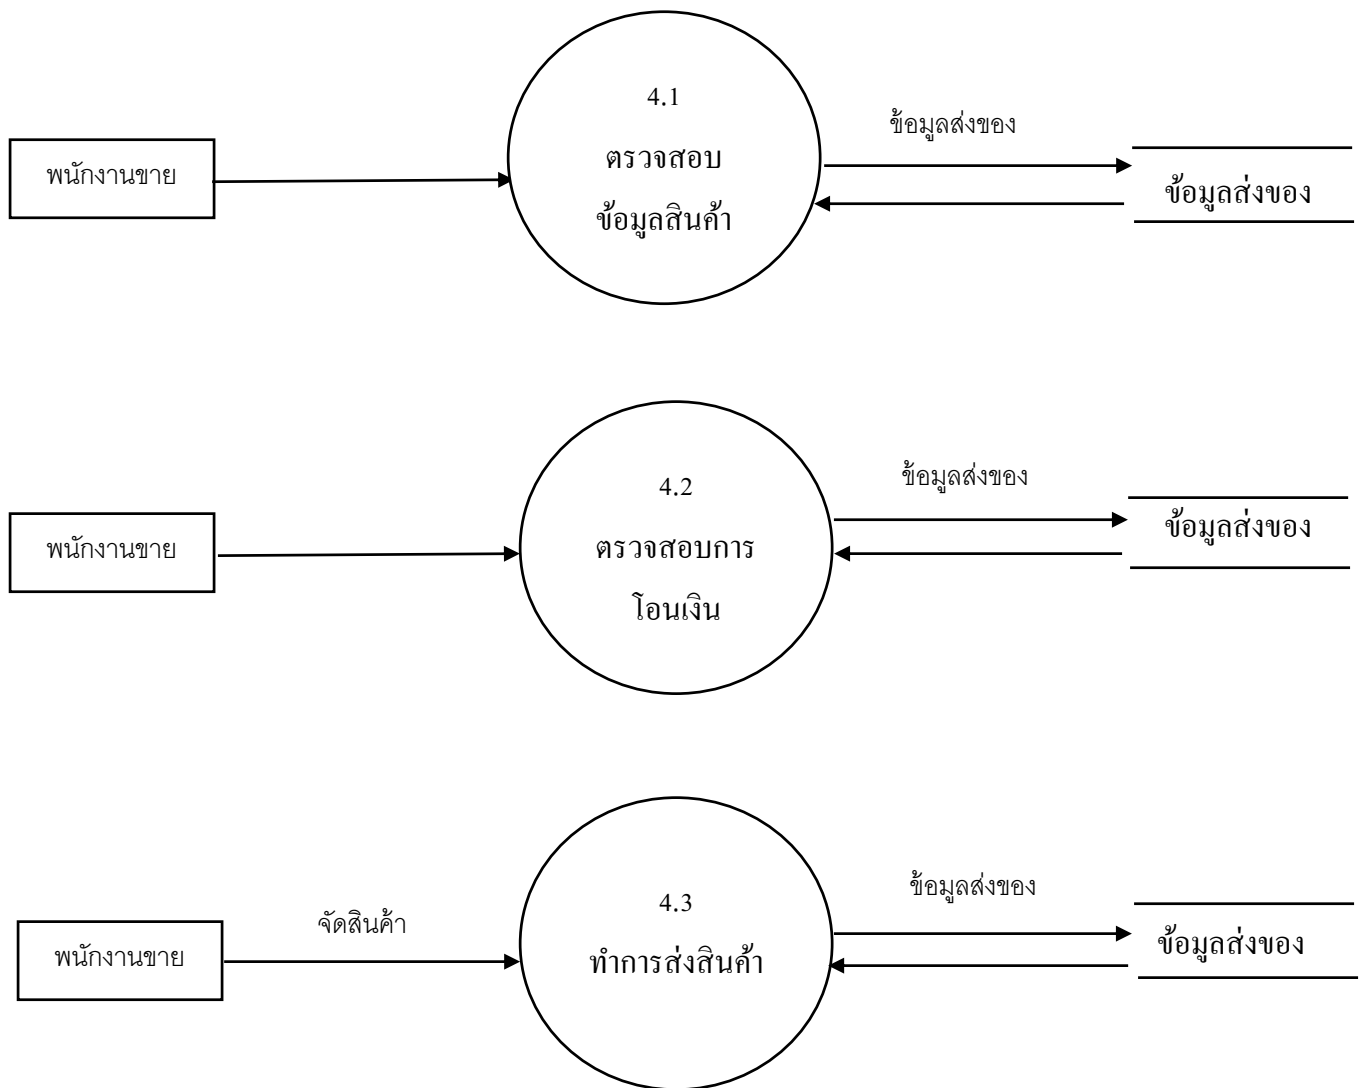 4.1
ตรวจสอบ
ข้อมูลสินค้า
พนักงานขาย
ข้อมูลส่งของ
ข้อมูลส่งของ
4.2
ตรวจสอบการ
โอนเงิน
พนักงานขาย
ข้อมูลส่งของ
ข้อมูลส่งของ
4.3
ทำการส่งสินค้า
พนักงานขาย
จัดสินค้า
ข้อมูลส่งของ
ข้อมูลส่งของ